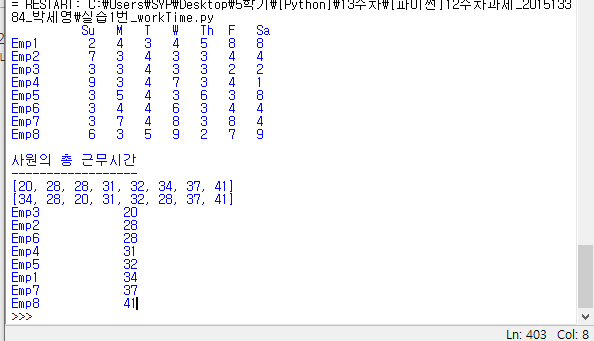 = RESTART: C:\Users\SYP\Desktop\5학기\[Python]\13주차\[파이썬]12주차과제_20151133
84_박세영\실습1번_workTime.py
Su M T W Th F Sa
Emp1 2 4 3 4 5 8 8
Emp2 7 3 4 3 3 4 4
Emp3 3 3 4 3 3 2 2
Emp4 9 3 4 7 3 4 1
Emp5 3 5 4 3 6 3 8
Emp6 3 4 4 6 3 4 4
Emp7 3 7 4 8 3 8 4
Emp8 6 3 5 9 2 7 9
사원의 총 근무시간
------------------
[20, 28, 28, 31, 32, 34, 37, 41]
[34, 28, 20, 31, 32, 28, 37, 41]
Emp3 20
Emp2 28
Emp6 28
Emp4 31
Emp5 32
Emp1 34
Emp7 37
Emp8 41
>>>
Ln: 403 Col: 8